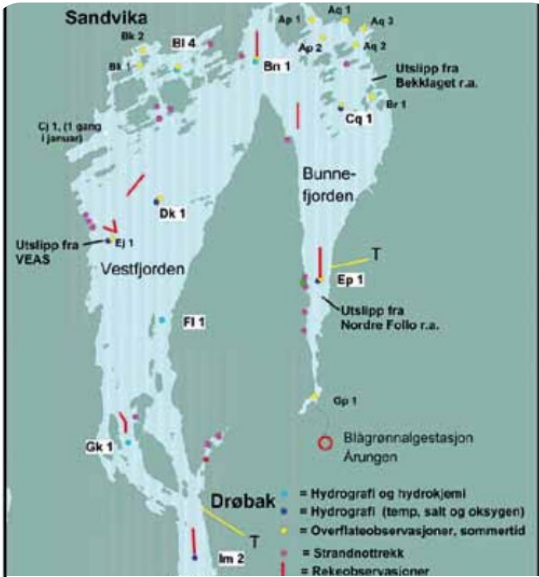 Sandvika
Bk 2
Bl 4
Bk 1
Bn 1
Ap 1
Aq 1
Aq 3
Ap 2
Aq 2
Utslipp fra
Bekklaget r.a.
Br 1
Cq 1
Cj 1, (1 gang
i januar)
Bunne-
fjorden
Dk 1
Utslipp fra
VEAS
Ej 1
Vestfjorden
T
Ep 1
Utslipp fra
Nordre Follo r.a.
Fl 1
Gp 1
Blågrønnalgestasjon
Årungen
Gk 1
Drøbak
= Hydrografi og hydrokjemi
= Hydrografi (temp, salt og oksygen)
= Overflateobservasjoner, sommertid
T
= Strandnottrekk
Im 2
= Rekeobservasjoner